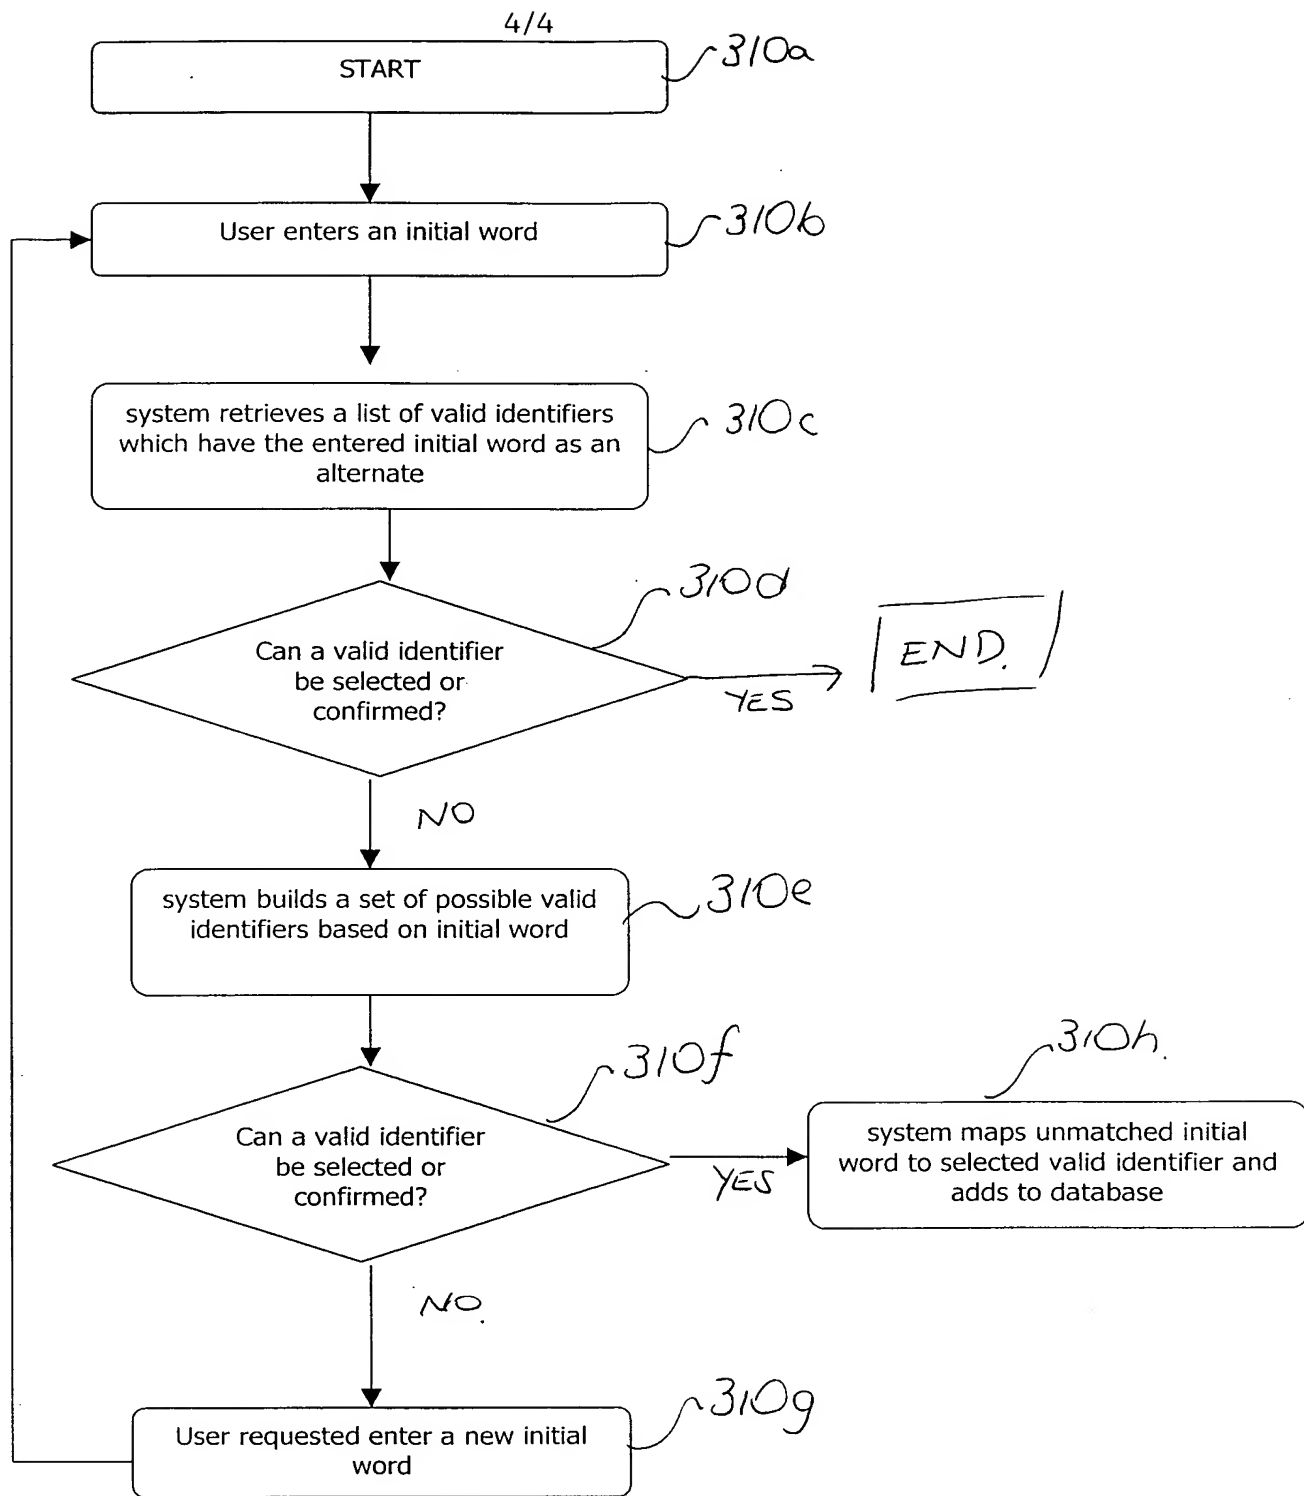 4/4
START
310a
User enters an initial word
310b
system retrieves a list of valid identifiers
which have the entered initial word as an
alternate
310c
310d
Can a valid identifier
be selected or
confirmed?
YES
END.
NO
system builds a set of possible valid
identifiers based on initial word
310e
310f
Can a valid identifier
be selected or
confirmed?
YES
310h.
system maps unmatched initial
word to selected valid identifier and
adds to database
NO.
User requested enter a new initial
word
310g